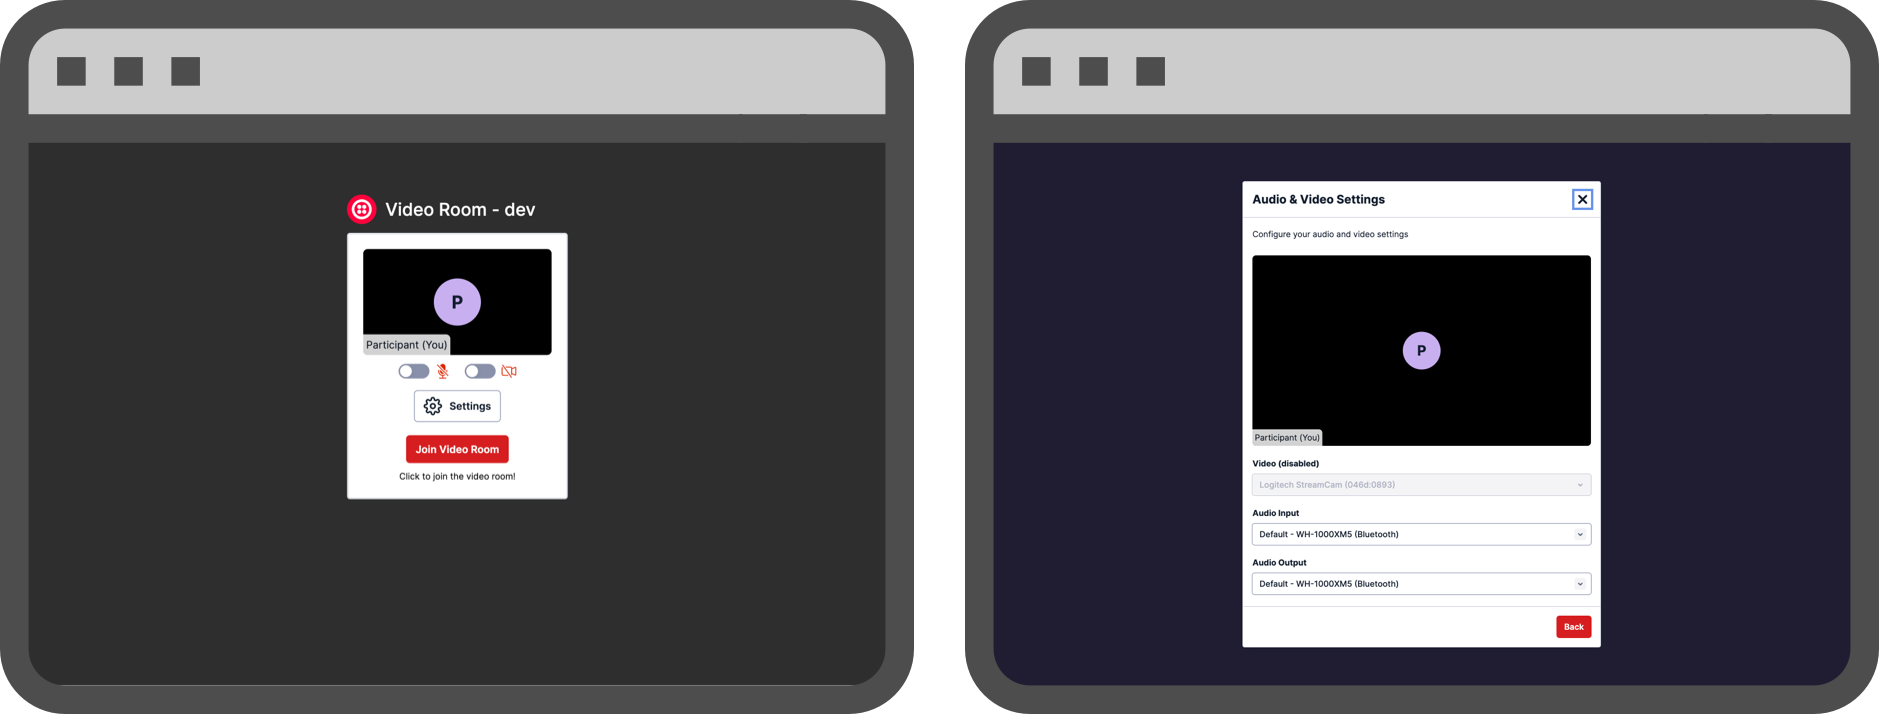 Video Room - dev
P
Participant (You)
Settings
Join Video Room
Click to join the video room!
Audio & Video Settings
Configure your audio and video settings
P
Participant (You)
Video (disabled)
Logitech StreamCam (046d:0893)
Audio Input
Default - WH-1000XM5 (Bluetooth)
Audio Output
Default - WH-1000XM5 (Bluetooth)
Back